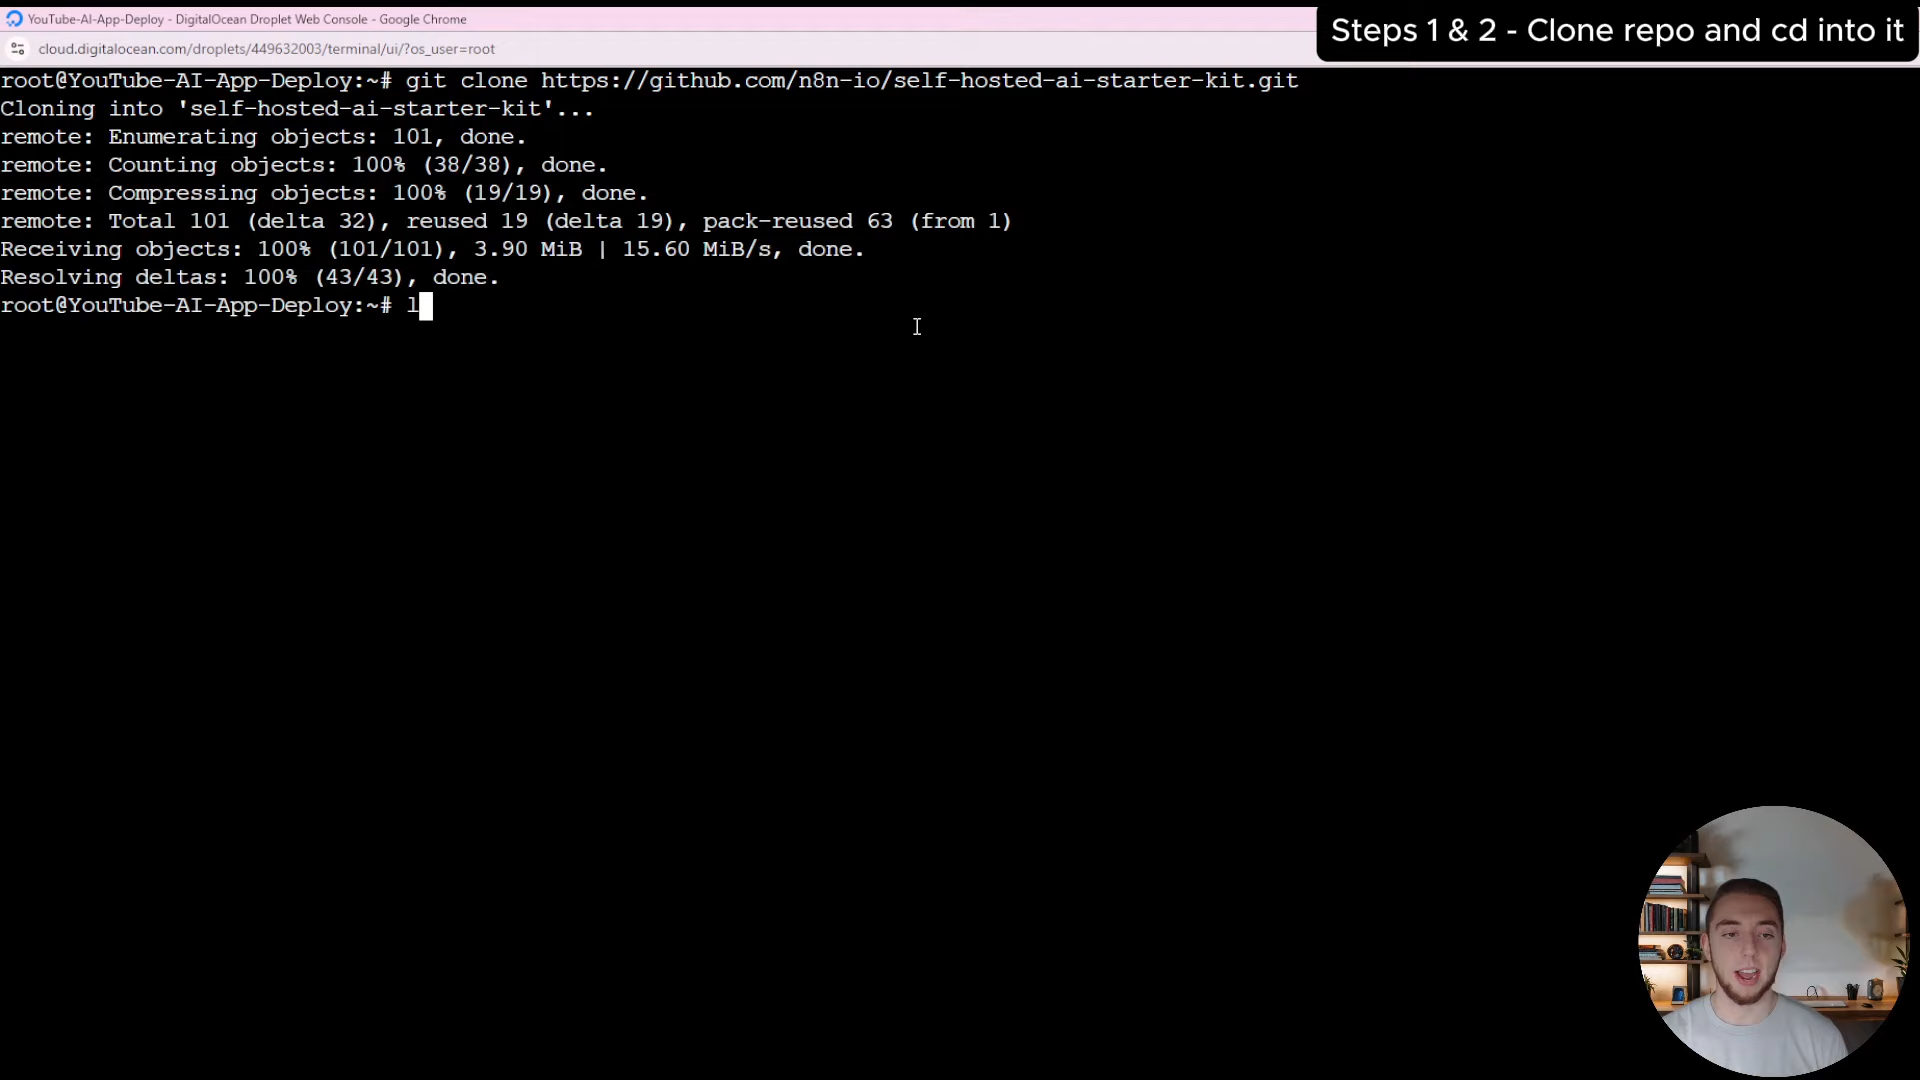 YouTube-AI-App-Deploy - DigitalOcean Droplet Web Console - Google Chrome
cloud.digitalocean.com/droplets/449632003/terminal/ui/?os_user=root
Steps 1 & 2 - Clone repo and cd into it
root@YouTube-AI-App-Deploy:~# git clone https://github.com/n8n-io/self-hosted-ai-starter-kit.git
Cloning into 'self-hosted-ai-starter-kit'...
remote: Enumerating objects: 101, done.
remote: Counting objects: 100% (38/38), done.
remote: Compressing objects: 100% (19/19), done.
remote: Total 101 (delta 32), reused 19 (delta 19), pack-reused 63 (from 1)
Receiving objects: 100% (101/101), 3.90 MiB | 15.60 MiB/s, done.
Resolving deltas: 100% (43/43), done.
root@YouTube-AI-App-Deploy:~# l